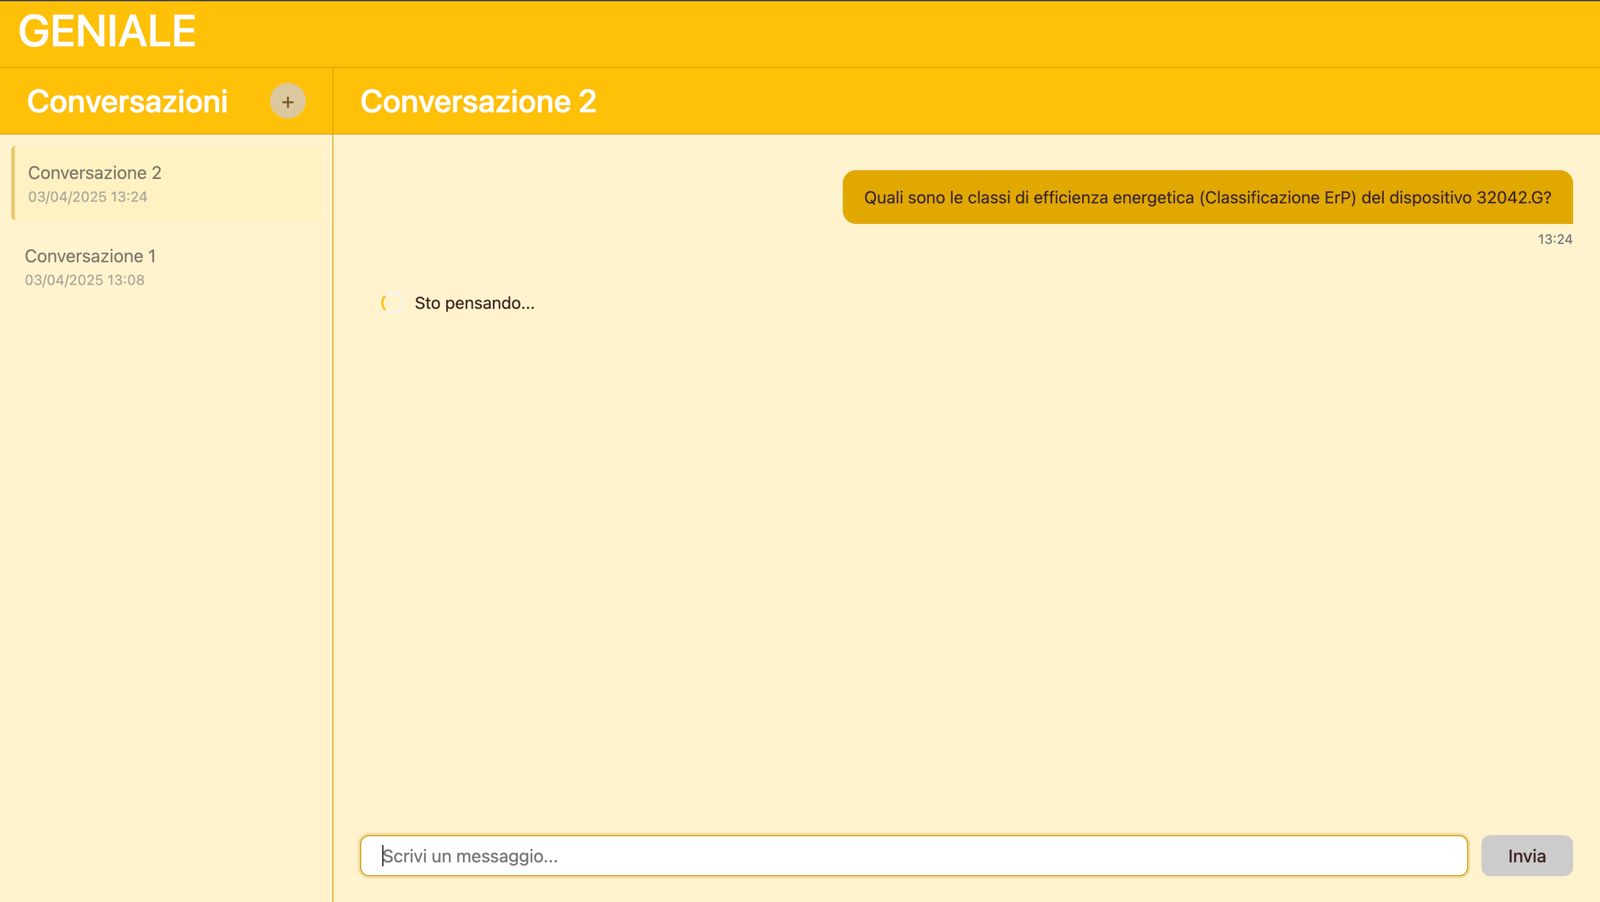 GENIALE
Conversazioni
+
Conversazione 2
Conversazione 2
03/04/2025 13:24
Conversazione 1
03/04/2025 13:08
Quali sono le classi di efficienza energetica (Classificazione ErP) del dispositivo 32042.G?
13:24
Sto pensando...
Scrivi un messaggio...
Invia